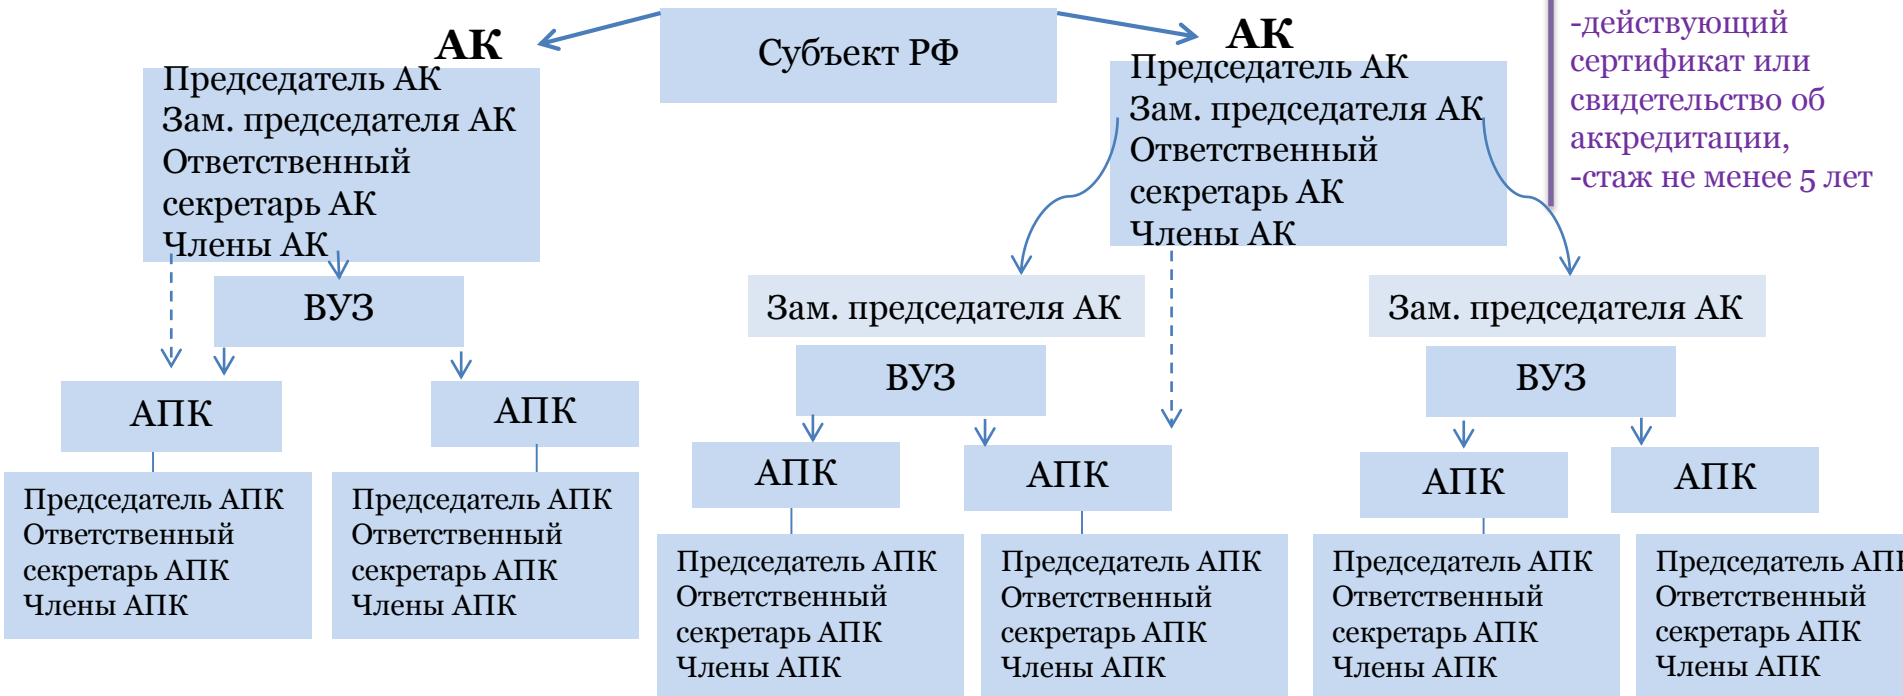 Субъект РФ
АК
Председатель АК
Зам. председателя АК
Ответственный
секретарь АК
Члены АК
АК
Председатель АК
Зам. председателя АК
Ответственный
секретарь АК
Члены АК
-действующий
сертификат или
свидетельство об
аккредитации,
-стаж не менее 5 лет
ВУЗ
Зам. председателя АК
Зам. председателя АК
ВУЗ
ВУЗ
АПК
АПК
АПК
АПК
АПК
АПК
Председатель АПК
Ответственный
секретарь АПК
Члены АПК
Председатель АПК
Ответственный
секретарь АПК
Члены АПК
Председатель АПК
Ответственный
секретарь АПК
Члены АПК
Председатель АПК
Ответственный
секретарь АПК
Члены АПК
Председатель АПК
Ответственный
секретарь АПК
Члены АПК
Председатель АПК
Ответственный
секретарь АПК
Члены АПК